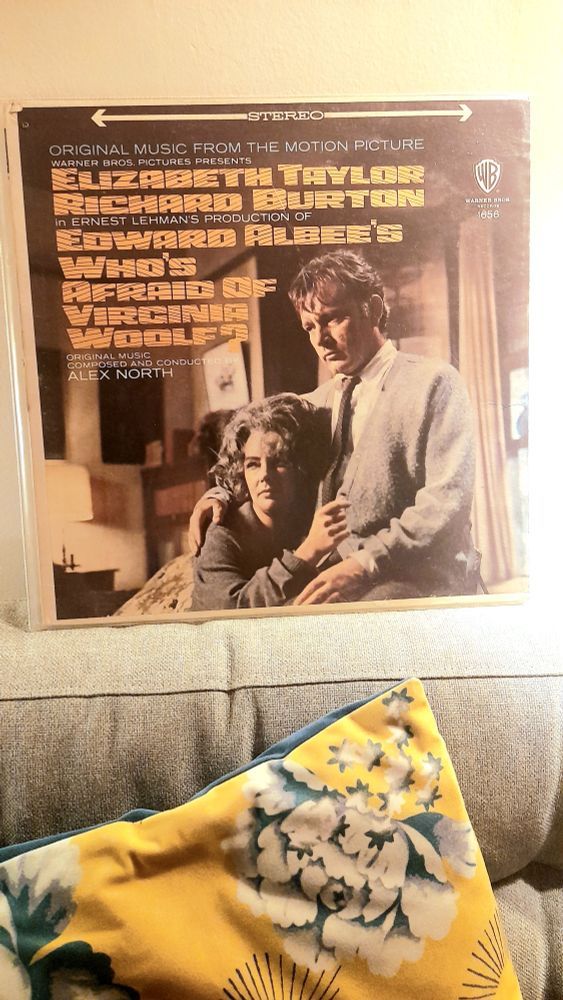 STEREO
ORIGINAL MUSIC FROM THE MOTION PICTURE
WARNER BROS. PICTURES PRESENTS
ELIZABETH TAYLOR
RICHARD BURTON
in ERNEST LEHMAN'S PRODUCTION OF
EDWARD ALBEE'S
WHO'S
AFRAID OF
VIRGINIA
WOOLF?
ORIGINAL MUSIC
COMPOSED AND CONDUCTED BY
ALEX NORTH
WB
WARNER BROS.
RECORDS
1656